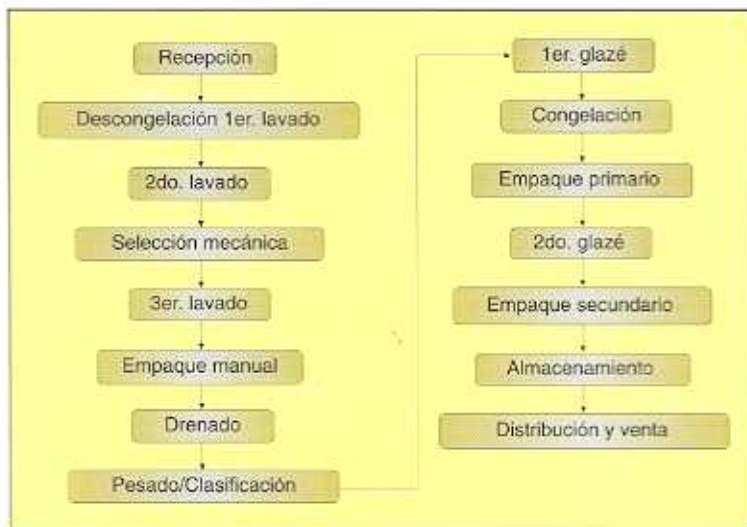 Recepción
Descongelación 1er. lavado
2do. lavado
Selección mecánica
3er. lavado
Empaque manual
Drenado
Pesado/Clasificación
1er. glazé
Congelación
Empaque primario
2do. glazé
Empaque secundario
Almacenamiento
Distribución y venta